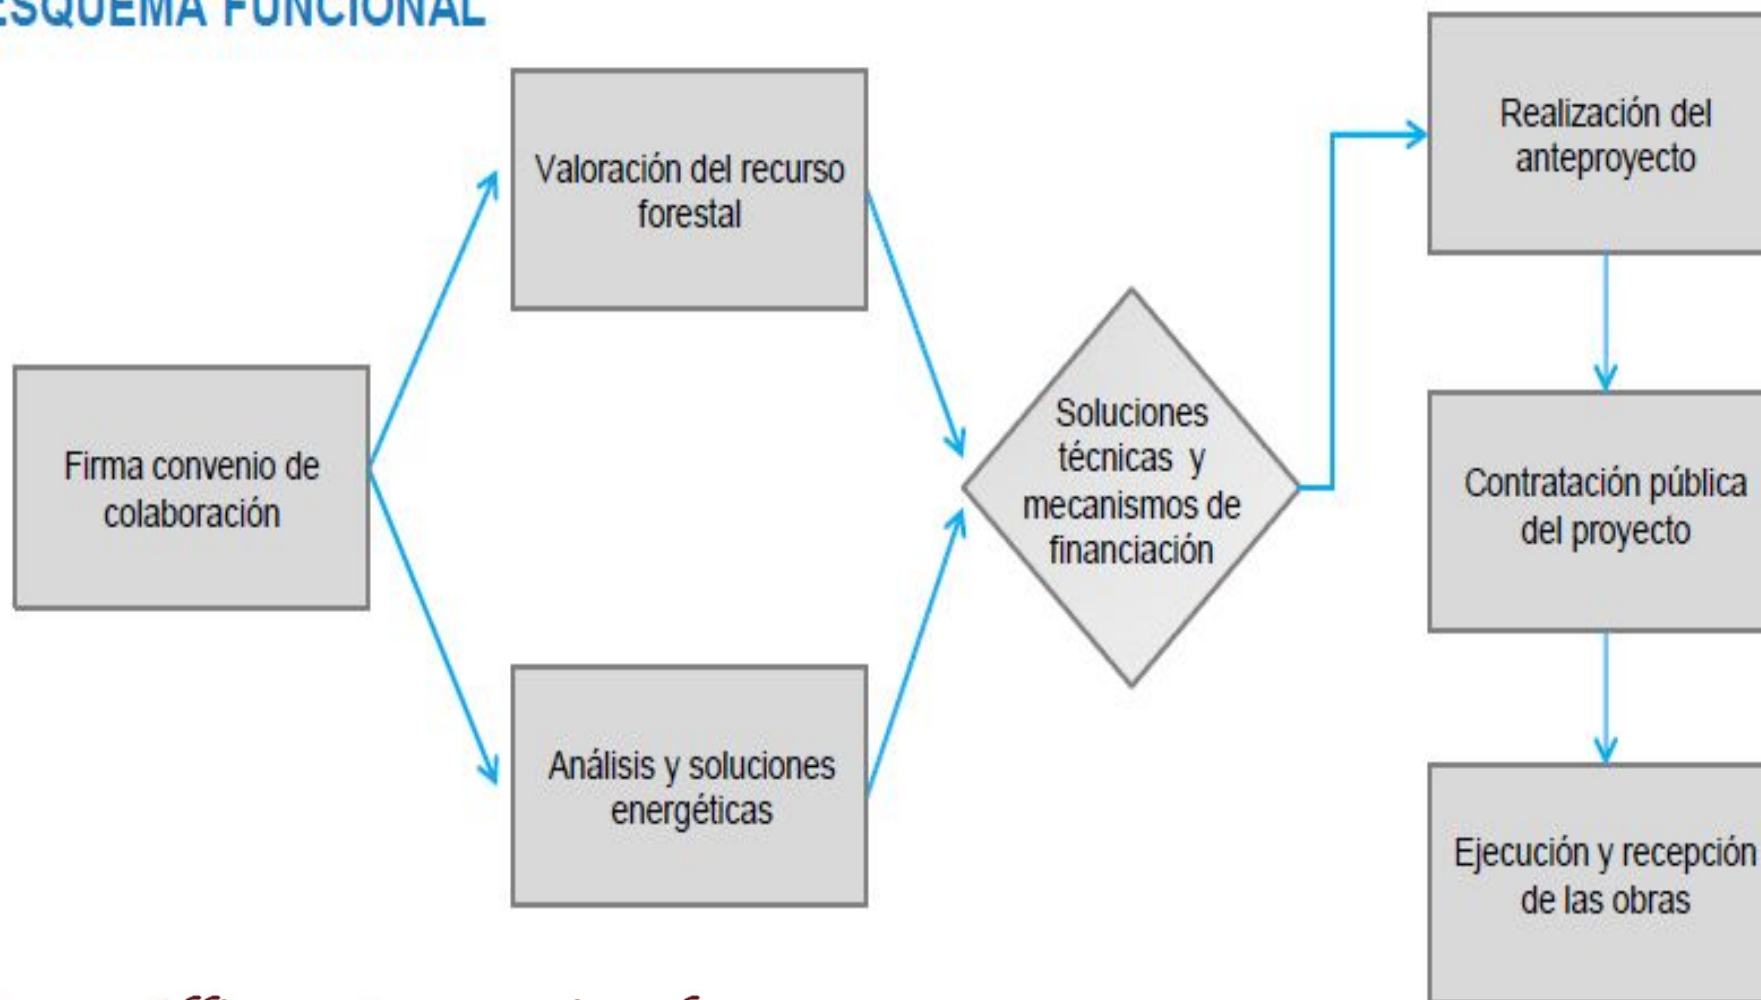 ESQUEMA FUNCIONAL
Valoración del recurso
forestal
Firma convenio de
colaboración
Análisis y soluciones
energéticas
Soluciones
técnicas y
mecanismos de
financiación
Realización del
anteproyecto
Contratación pública
del proyecto
Ejecución y recepción
de las obras